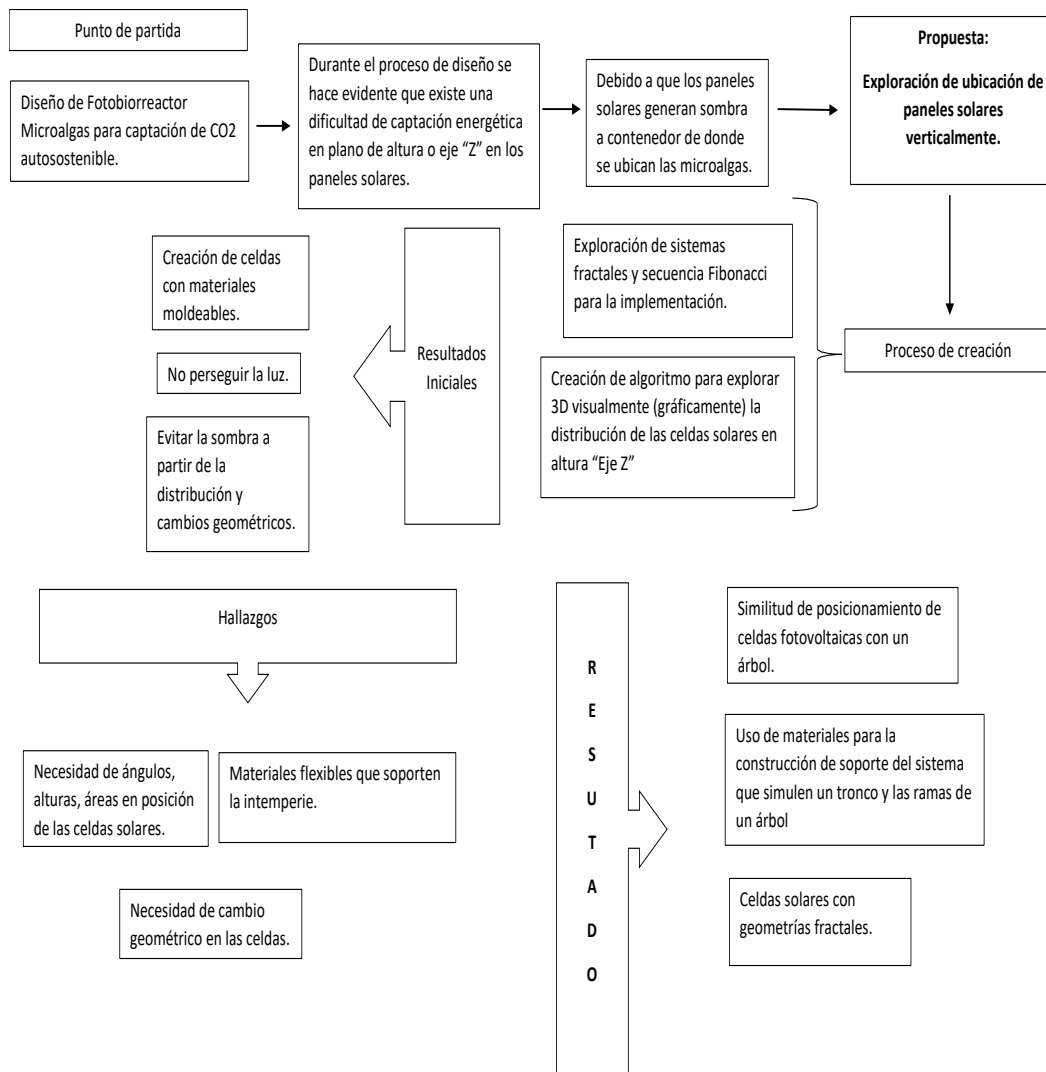 Punto de partida
Diseño de Fotobiorreactor
Microalgas para captación de CO2
autosostenible.
Durante el proceso de diseño se
hace evidente que existe una
dificultad de captación energética
en plano de altura o eje “Z” en los
paneles solares.
Debido a que los paneles
solares generan sombra
a contenedor de donde
se ubican las microalgas.
Propuesta:
Exploración de ubicación de
paneles solares
verticalmente.
Proceso de creación
Exploración de sistemas
fractales y secuencia Fibonacci
para la implementación.
Creación de algoritmo para explorar
3D visualmente (gráficamente) la
distribución de las celdas solares en
altura “Eje Z”
Resultados
Iniciales
Creación de celdas
con materiales
moldeables.
No perseguir la luz.
Evitar la sombra a
partir de la
distribución y
cambios geométricos.
Hallazgos
Necesidad de ángulos,
alturas, áreas en posición
de las celdas solares.
Materiales flexibles que soporten
la intemperie.
Necesidad de cambio
geométrico en las celdas.
R
E
S
U
T
A
D
O
Similitud de posicionamiento de
celdas fotovoltaicas con un
árbol.
Uso de materiales para la
construcción de soporte del sistema
que simulen un tronco y las ramas de
un árbol
Celdas solares con
geometrías fractales.